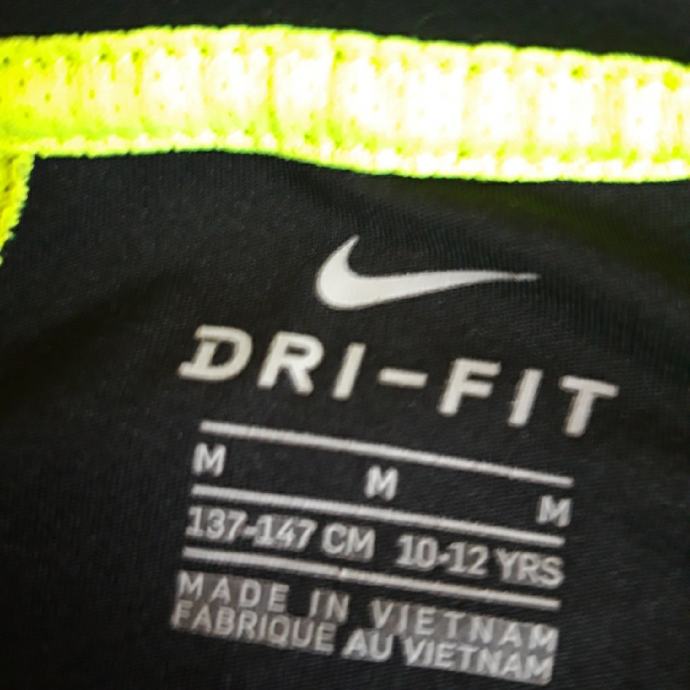 DRI-FIT
M M M
137-147 CM 10-12 YRS
MADE IN VIETNAM
FABRIQUE AU VIETNAM